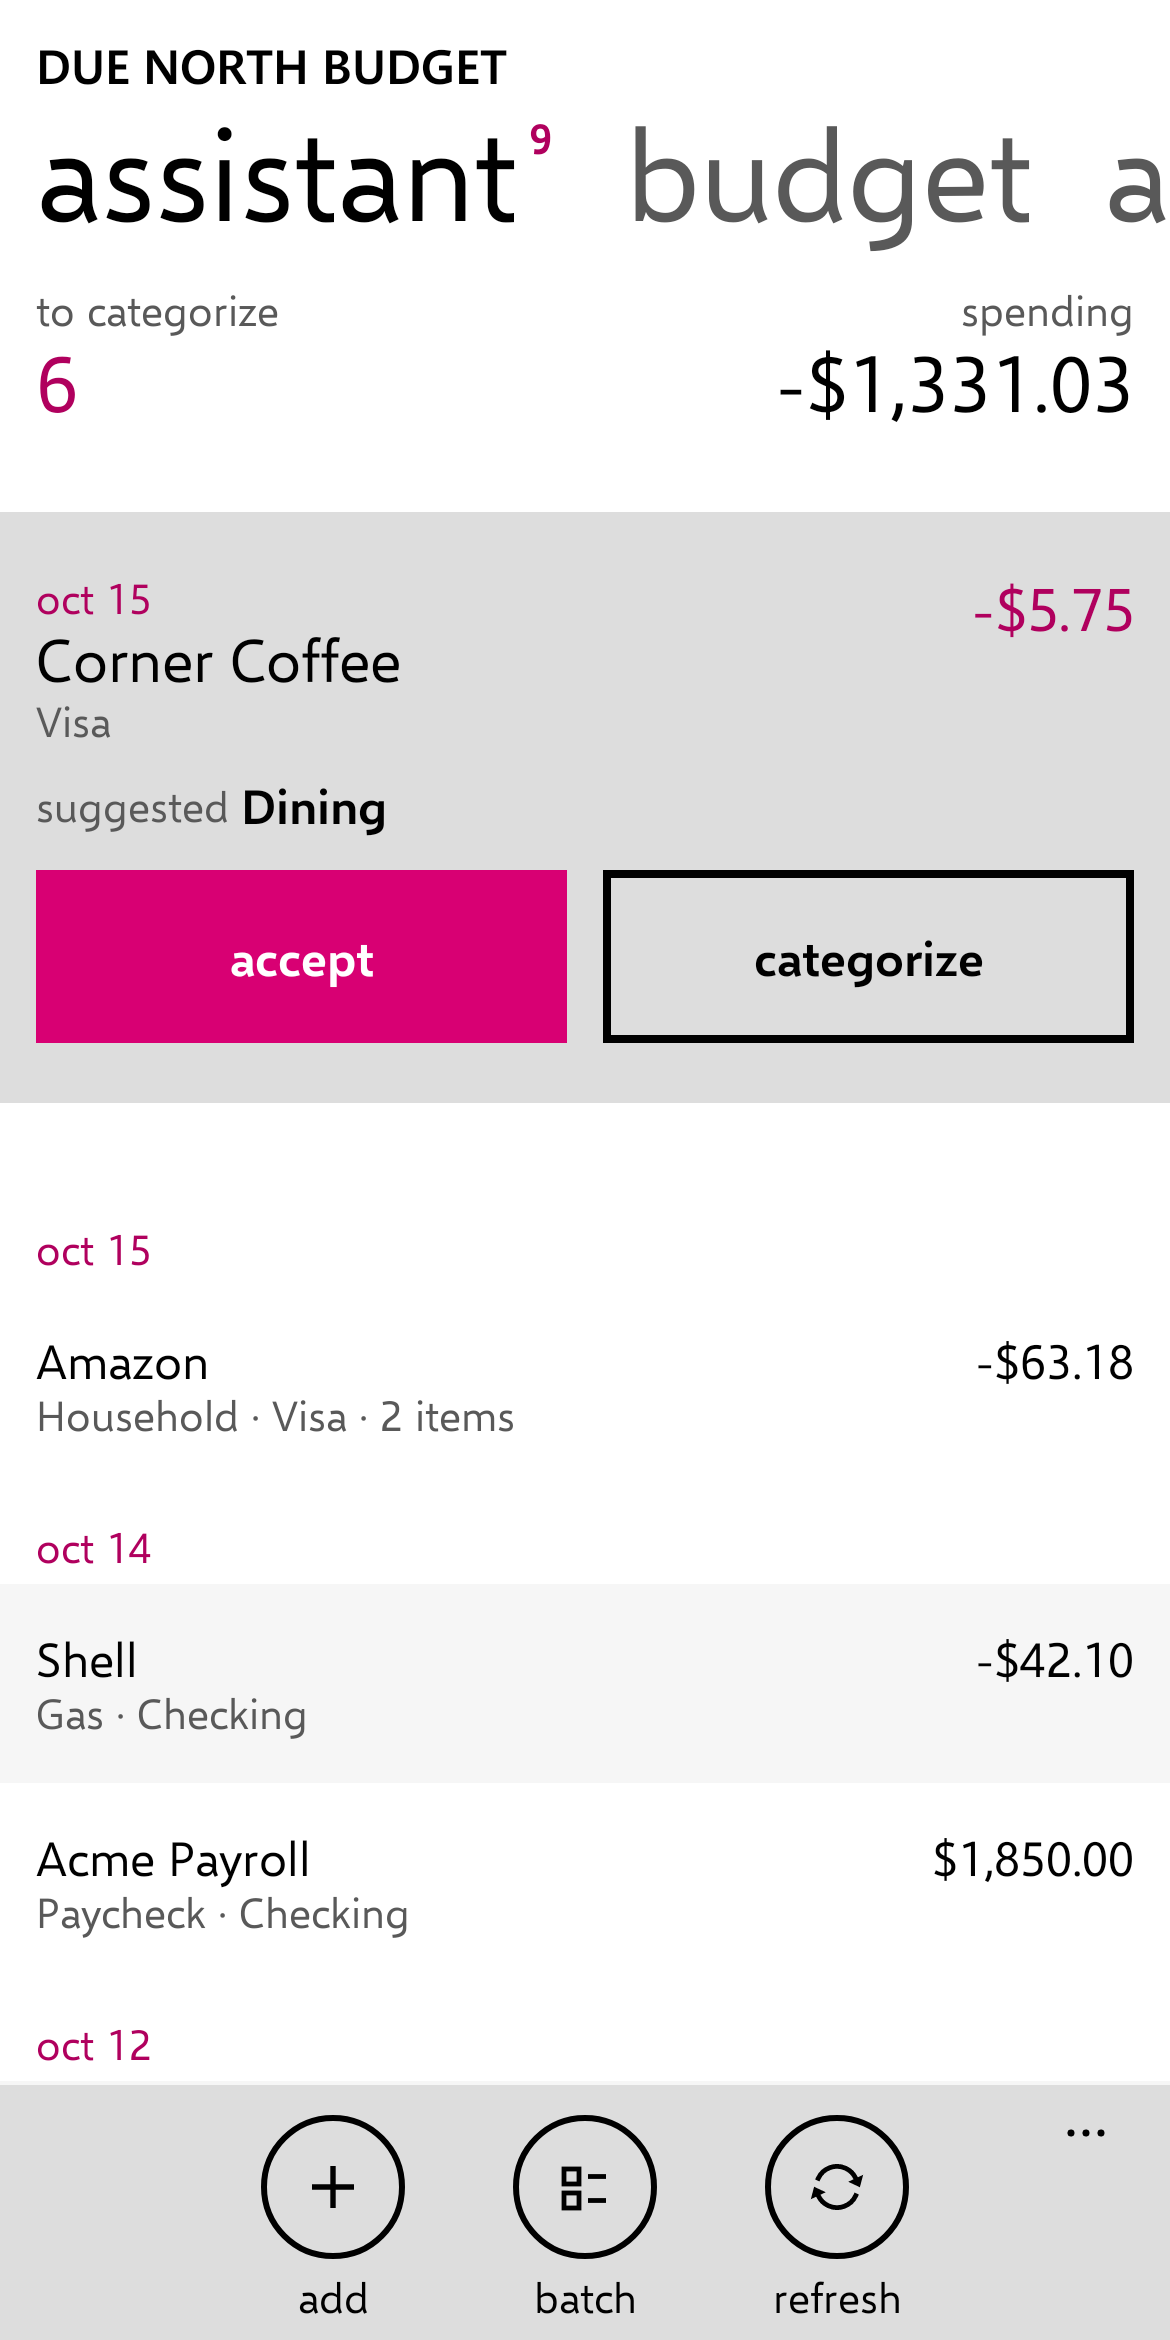 DUE NORTH BUDGET
assistant 9 budget a
to categorize spending
6 -$1,331.03
oct 15 -$5.75
Corner Coffee
Visa
suggested Dining
accept categorize
oct 15
Amazon -$63.18
Household · Visa · 2 items
oct 14
Shell -$42.10
Gas · Checking
Acme Payroll $1,850.00
Paycheck · Checking
oct 12
...
add batch refresh